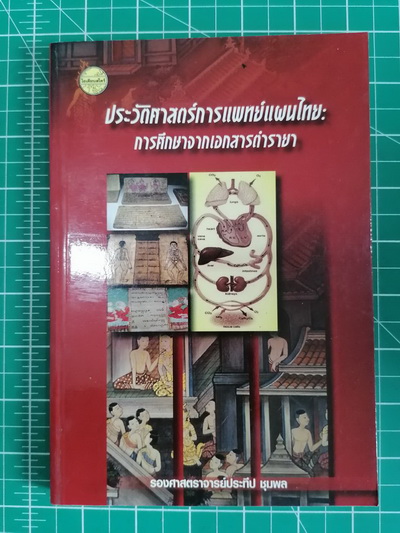 ประวัติศาสตร์การแพทย์แผนไทย:
การศึกษาจากเอกสารตำรายา
รองศาสตราจารย์ประทีป ชุมพล